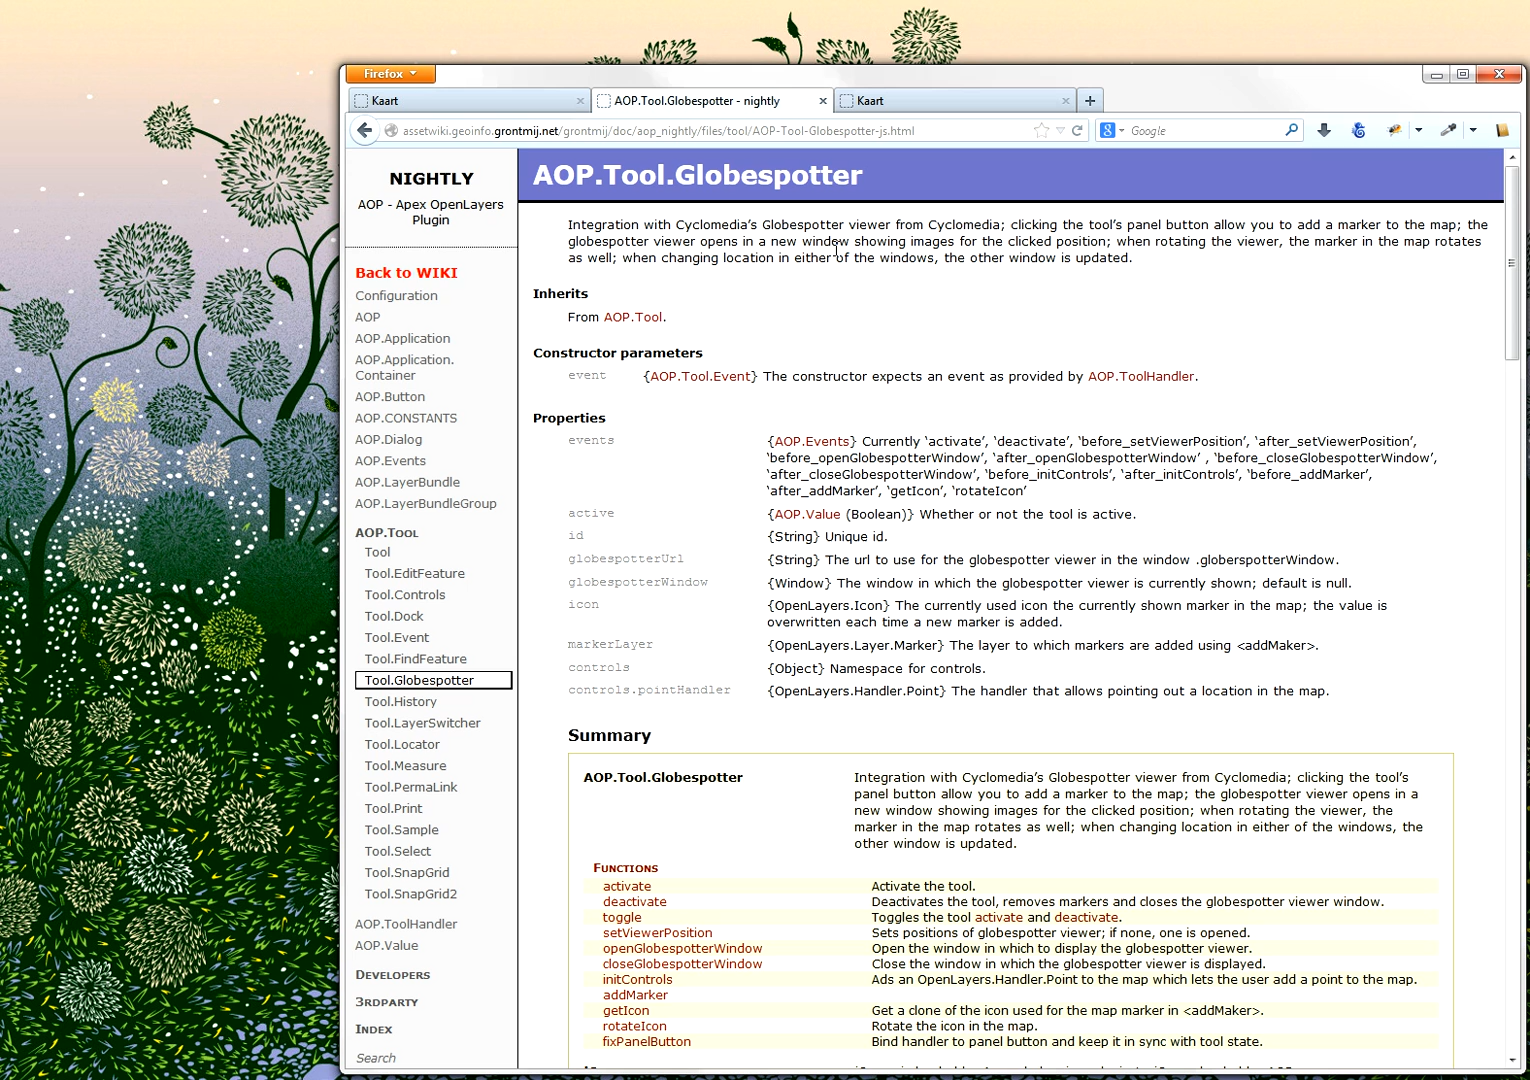 Firefox
Kaart
AOP.Tool.Globespotter - nightly
Kaart
assetwiki.geoinfo.grontmij.net/grontmij/doc/aop_nightly/files/tool/AOP-Tool-Globespotter-js.html
Google
NIGHTLY
AOP - Apex OpenLayers
Plugin
Back to WIKI
Configuration
AOP
AOP.Application
AOP.Application.
Container
AOP.Button
AOP.CONSTANTS
AOP.Dialog
AOP.Events
AOP.LayerBundle
AOP.LayerBundleGroup
AOP.Tool
Tool
Tool.EditFeature
Tool.Controls
Tool.Dock
Tool.Event
Tool.FindFeature
Tool.Globespotter
Tool.History
Tool.LayerSwitcher
Tool.Locator
Tool.Measure
Tool.PermaLink
Tool.Print
Tool.Sample
Tool.Select
Tool.SnapGrid
Tool.SnapGrid2
AOP.ToolHandler
AOP.Value
Developers
3rdparty
Index
Search
AOP.Tool.Globespotter
Integration with Cyclomedia’s Globespotter viewer from Cyclomedia; clicking the tool’s panel button allow you to add a marker to the map; the
globespotter viewer opens in a new window showing images for the clicked position; when rotating the viewer, the marker in the map rotates
as well; when changing location in either of the windows, the other window is updated.
Inherits
From AOP.Tool.
Constructor parameters
event {AOP.Tool.Event} The constructor expects an event as provided by AOP.ToolHandler.
Properties
events {AOP.Events} Currently ‘activate’, ‘deactivate’, ‘before_setViewerPosition’, ‘after_setViewerPosition’,
‘before_openGlobespotterWindow’, ‘after_openGlobespotterWindow’ , ‘before_closeGlobespotterWindow’,
‘after_closeGlobespotterWindow’, ‘before_initControls’, ‘after_initControls’, ‘before_addMarker’,
‘after_addMarker’, ‘getIcon’, ‘rotateIcon’
active {AOP.Value (Boolean)} Whether or not the tool is active.
id {String} Unique id.
globespotterUrl {String} The url to use for the globespotter viewer in the window .globerspotterWindow.
globespotterWindow {Window} The window in which the globespotter viewer is currently shown; default is null.
icon {OpenLayers.Icon} The currently used icon the currently shown marker in the map; the value is
overwritten each time a new marker is added.
markerLayer {OpenLayers.Layer.Marker} The layer to which markers are added using <addMaker>.
controls {Object} Namespace for controls.
controls.pointHandler {OpenLayers.Handler.Point} The handler that allows pointing out a location in the map.
Summary
AOP.Tool.Globespotter Integration with Cyclomedia’s Globespotter viewer from Cyclomedia; clicking the tool’s
panel button allow you to add a marker to the map; the globespotter viewer opens in a
new window showing images for the clicked position; when rotating the viewer, the
marker in the map rotates as well; when changing location in either of the windows, the
other window is updated.
Functions
activate Activate the tool.
deactivate Deactivates the tool, removes markers and closes the globespotter viewer window.
toggle Toggles the tool activate and deactivate.
setViewerPosition Sets positions of globespotter viewer; if none, one is opened.
openGlobespotterWindow Open the window in which to display the globespotter viewer.
closeGlobespotterWindow Close the window in which the globespotter viewer is displayed.
initControls Ads an OpenLayers.Handler.Point to the map which lets the user add a point to the map.
addMarker
getIcon Get a clone of the icon used for the map marker in <addMaker>.
rotateIcon Rotate the icon in the map.
fixPanelButton Bind handler to panel button and keep it in sync with tool state.